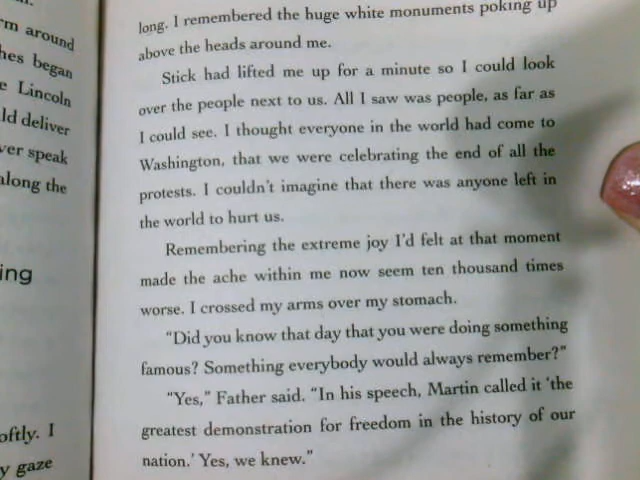 rm around
hes began
e Lincoln
ld deliver
ver speak
along the
ing
oftly. I
y gaze
long. I remembered the huge white monuments poking up
above the heads around me.
Stick had lifted me up for a minute so I could look
over the people next to us. All I saw was people, as far as
I could see. I thought everyone in the world had come to
Washington, that we were celebrating the end of all the
protests. I couldn't imagine that there was anyone left in
the world to hurt us.
Remembering the extreme joy I'd felt at that moment
made the ache within me now seem ten thousand times
worse. I crossed my arms over my stomach.
"Did you know that day that you were doing something
famous? Something everybody would always remember?"
"Yes," Father said. "In his speech, Martin called it 'the
greatest demonstration for freedom in the history of our
nation.' Yes, we knew."